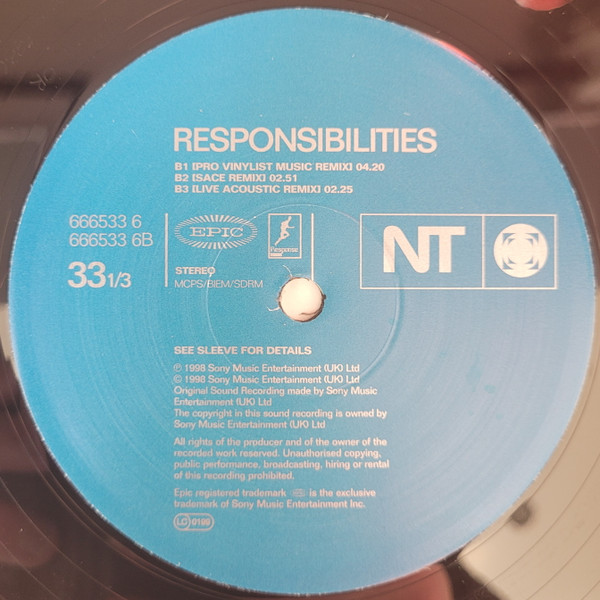 RESPONSIBILITIES
B1 [PRO VINYLIST MUSIC REMIX] 04.20
B2 [SACE REMIX] 02.51
B3 [LIVE ACOUSTIC REMIX] 02.25
666533 6
666533 6B
33 1/3
EPIC
response
STEREO
MCPS/BIEM/SDRM
NT
SEE SLEEVE FOR DETAILS
℗ 1998 Sony Music Entertainment (UK) Ltd
© 1998 Sony Music Entertainment (UK) Ltd
Original Sound Recording made by Sony Music
Entertainment (UK) Ltd
The copyright in this sound recording is owned by
Sony Music Entertainment (UK) Ltd
All rights of the producer and of the owner of the
recorded work reserved. Unauthorised copying,
public performance, broadcasting, hiring or rental
of this recording prohibited.
Epic registered trademark is the exclusive
trademark of Sony Music Entertainment Inc.
LC 9199